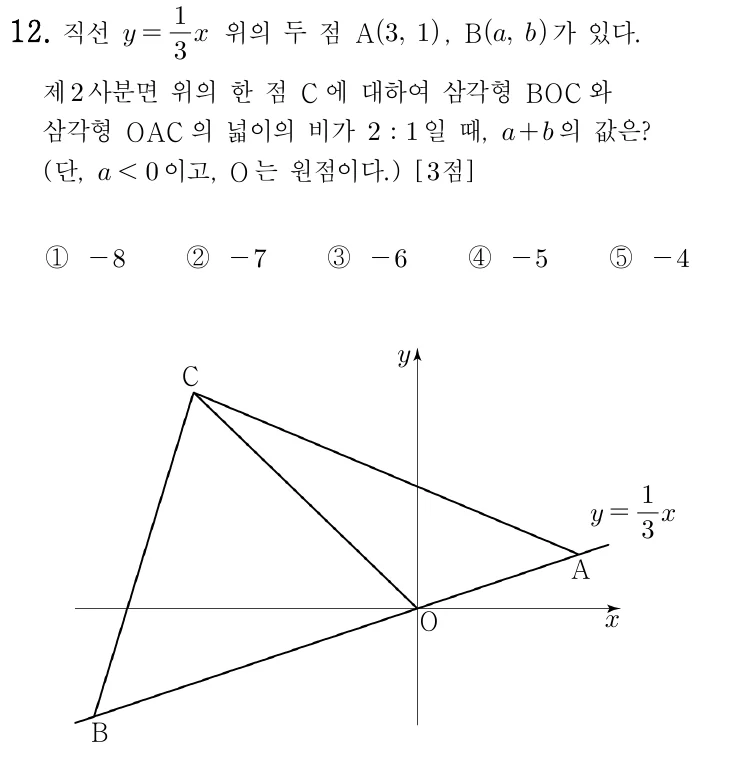 12. 직선 y=\frac{1}{3}x 위의 두 점 A(3, 1), B(a, b)가 있다.
제2사분면 위의 한 점 C에 대하여 삼각형 BOC와
삼각형 OAC의 넓이의 비가 2 : 1일 때, a+b의 값은?
(단, a<0이고, O는 원점이다.) [3점]
① -8 ② -7 ③ -6 ④ -5 ⑤ -4
y
C
y=\frac{1}{3}x
A
O
x
B